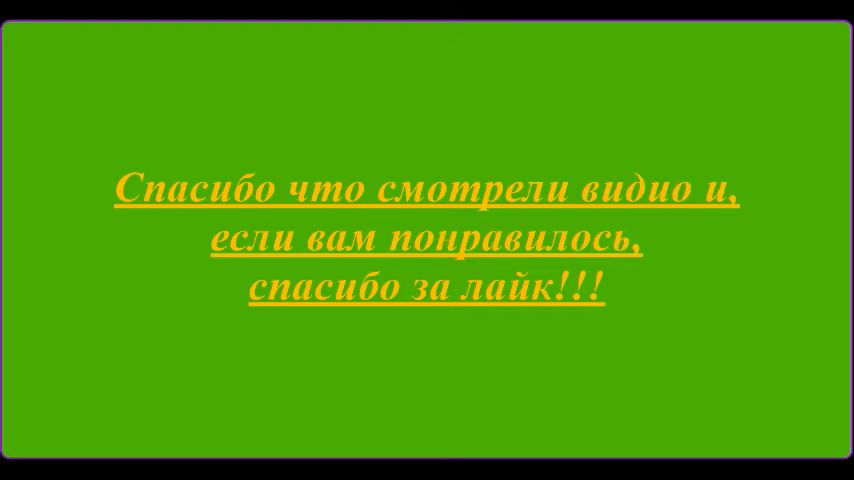 Спасибо что смотрели видио и,
если вам понравилось,
спасибо за лайк!!!